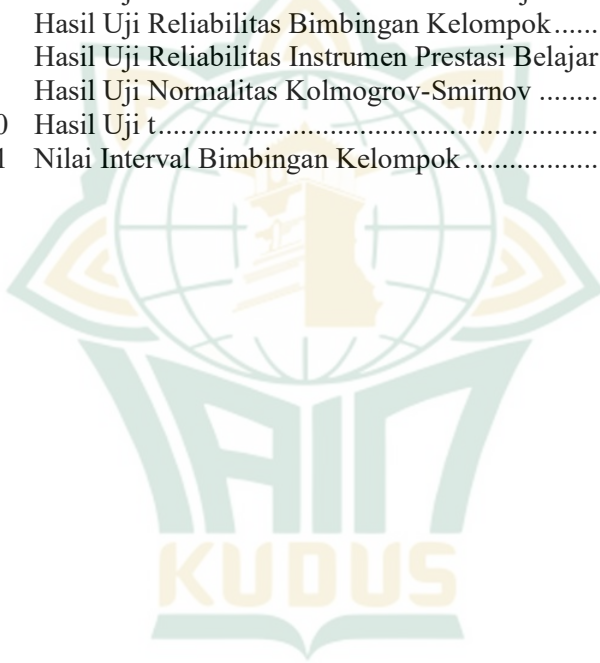 Hasil Uji Reliabilitas Bimbingan Kelompok......
Hasil Uji Reliabilitas Instrumen Prestasi Belajar
Hasil Uji Normalitas Kolmogrov-Smirnov ........
0 Hasil Uji t.......................................................
1 Nilai Interval Bimbingan Kelompok..................
IAIN
KUDUS